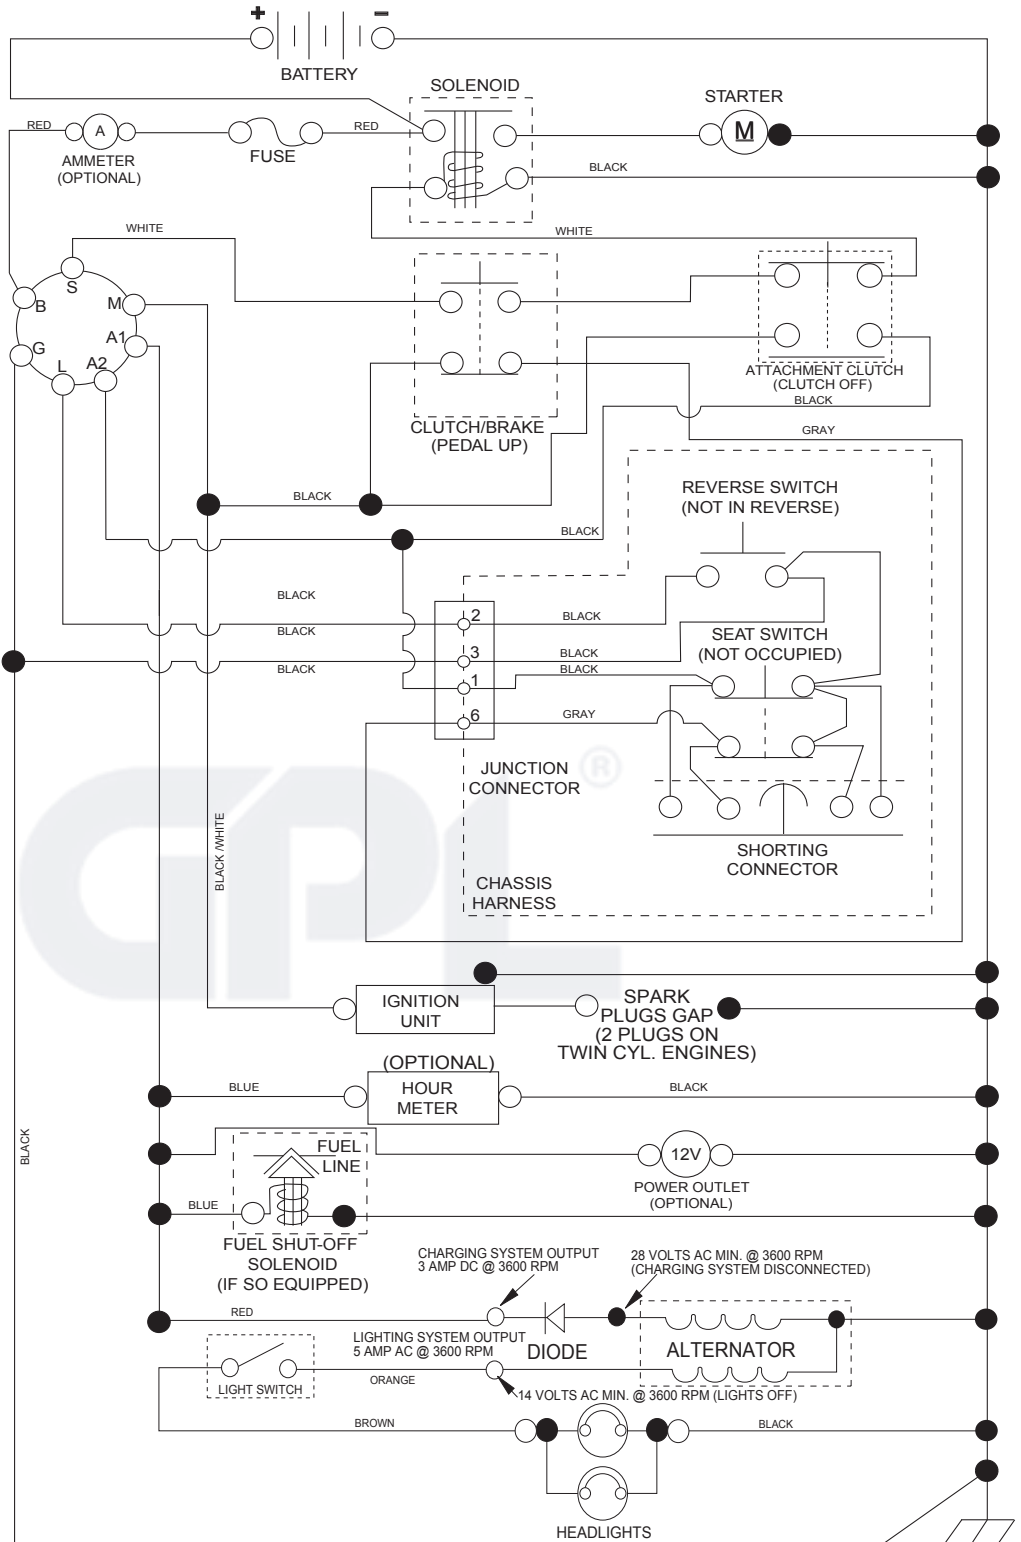 + −
BATTERY
SOLENOID
STARTER
RED
A
RED
M
AMMETER
(OPTIONAL)
FUSE
BLACK
WHITE
WHITE
S
B
M
A1
G
L
A2
ATTACHMENT CLUTCH
(CLUTCH OFF)
BLACK
CLUTCH/BRAKE
(PEDAL UP)
GRAY
REVERSE SWITCH
(NOT IN REVERSE)
BLACK
BLACK
BLACK
2
BLACK
BLACK
SEAT SWITCH
(NOT OCCUPIED)
3
BLACK
BLACK
BLACK
1
6
GRAY
JUNCTION
CONNECTOR
®
GPL
BLACK /WHITE
SHORTING
CONNECTOR
CHASSIS
HARNESS
IGNITION
UNIT
SPARK
PLUGS GAP
(2 PLUGS ON
TWIN CYL. ENGINES)
(OPTIONAL)
HOUR
METER
BLUE
BLACK
BLACK
FUEL
LINE
12V
POWER OUTLET
(OPTIONAL)
BLUE
FUEL SHUT-OFF
SOLENOID
(IF SO EQUIPPED)
CHARGING SYSTEM OUTPUT
3 AMP DC @ 3600 RPM
28 VOLTS AC MIN. @ 3600 RPM
(CHARGING SYSTEM DISCONNECTED)
RED
LIGHTING SYSTEM OUTPUT
5 AMP AC @ 3600 RPM
DIODE
ALTERNATOR
LIGHT SWITCH
ORANGE
14 VOLTS AC MIN. @ 3600 RPM (LIGHTS OFF)
BROWN
BLACK
HEADLIGHTS